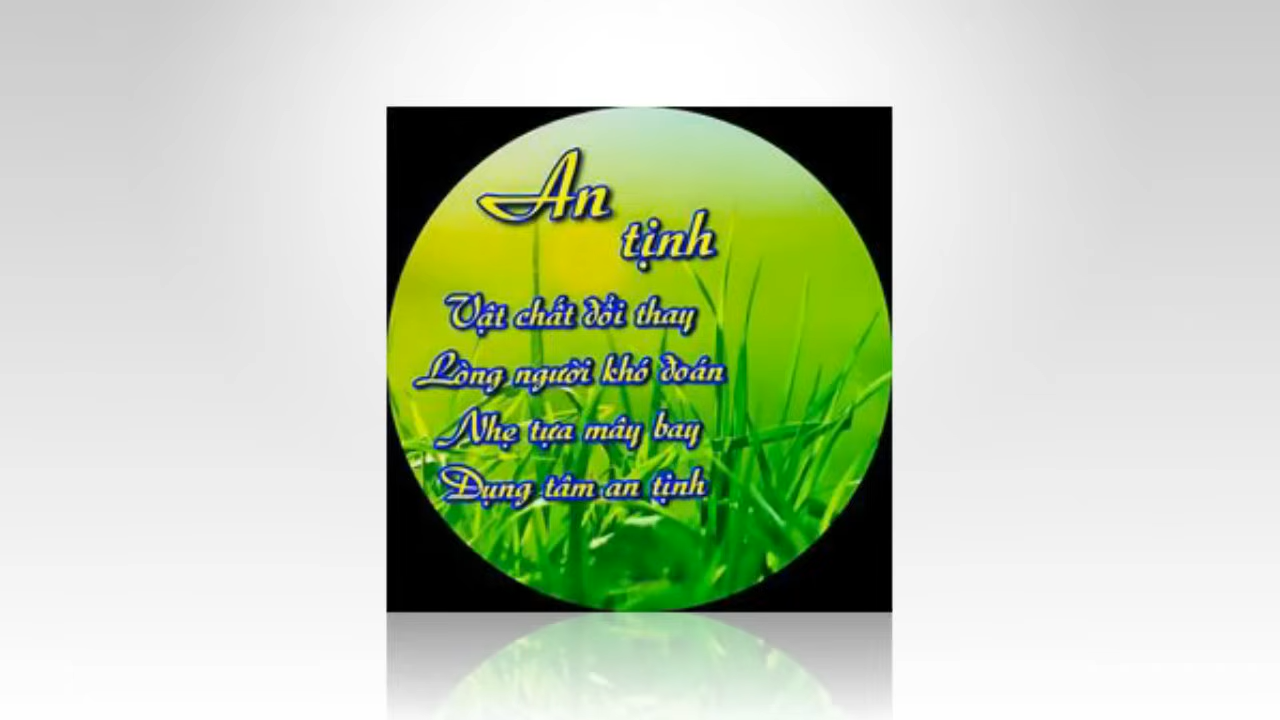 An
tịnh
Vật chất đổi thay
Lòng người khó đoán
Nhẹ tựa mây bay
Dụng tâm an tịnh